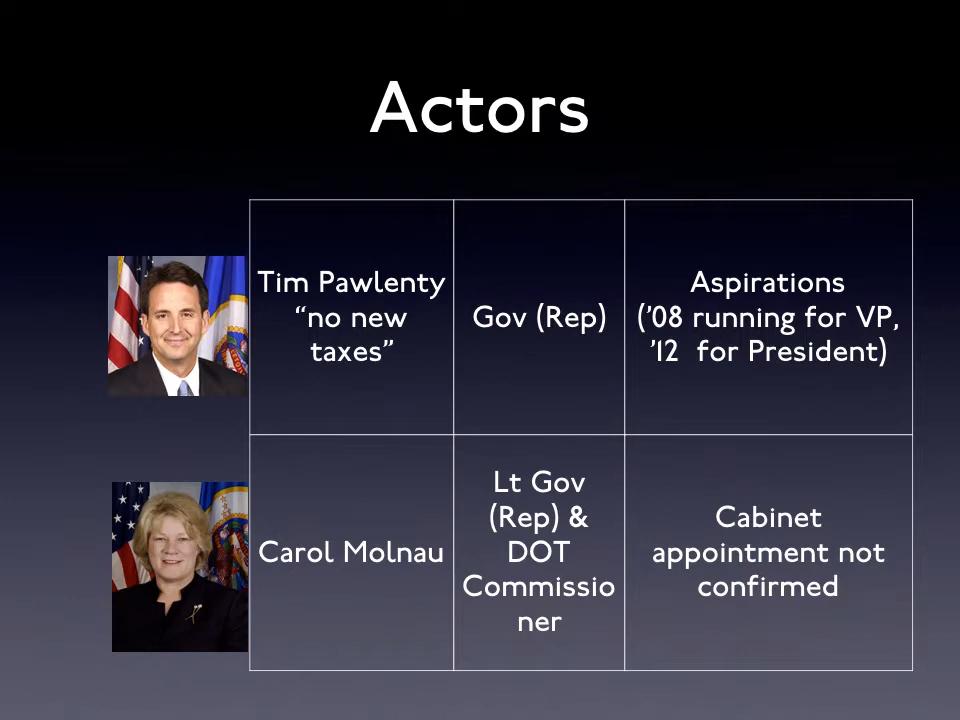 Actors
Tim Pawlenty
“no new
taxes”
Gov (Rep)
Aspirations
(’08 running for VP,
’12  for President)
Carol Molnau
Lt Gov
(Rep) &
DOT
Commissio
ner
Cabinet
appointment not
confirmed